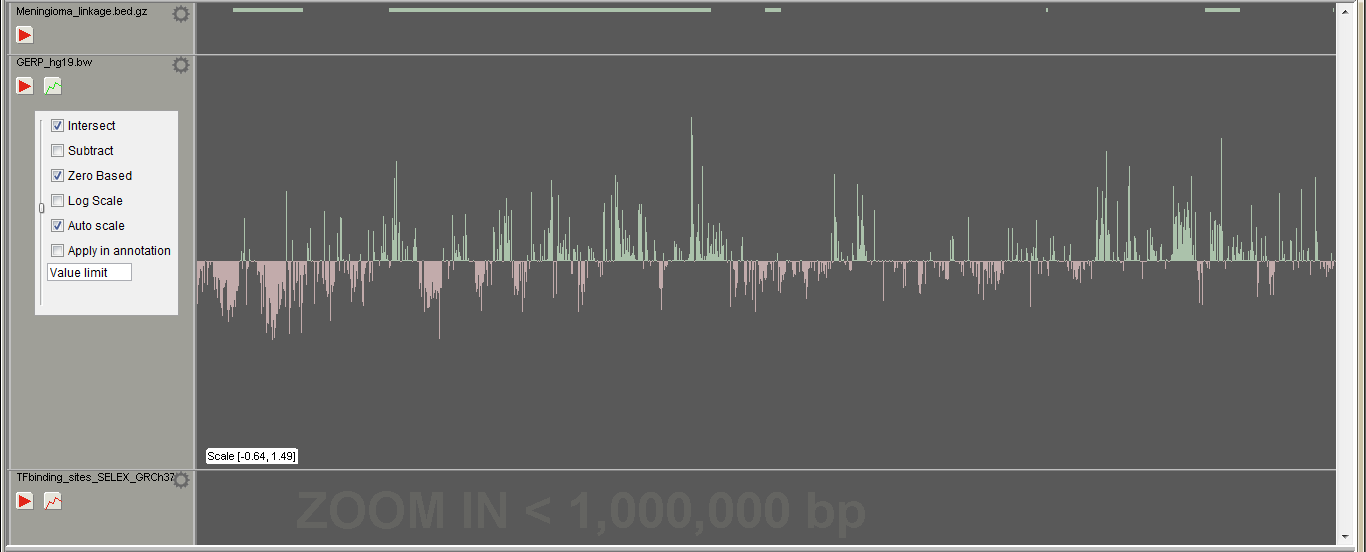 Meningioma_linkage.bed.gz
GERP_hg19.bw
Intersect
Subtract
Zero Based
Log Scale
Auto scale
Apply in annotation
Value limit
Scale [-0.64, 1.49]
TFbinding_sites_SELEX_GRCh37
ZOOM IN < 1,000,000 bp